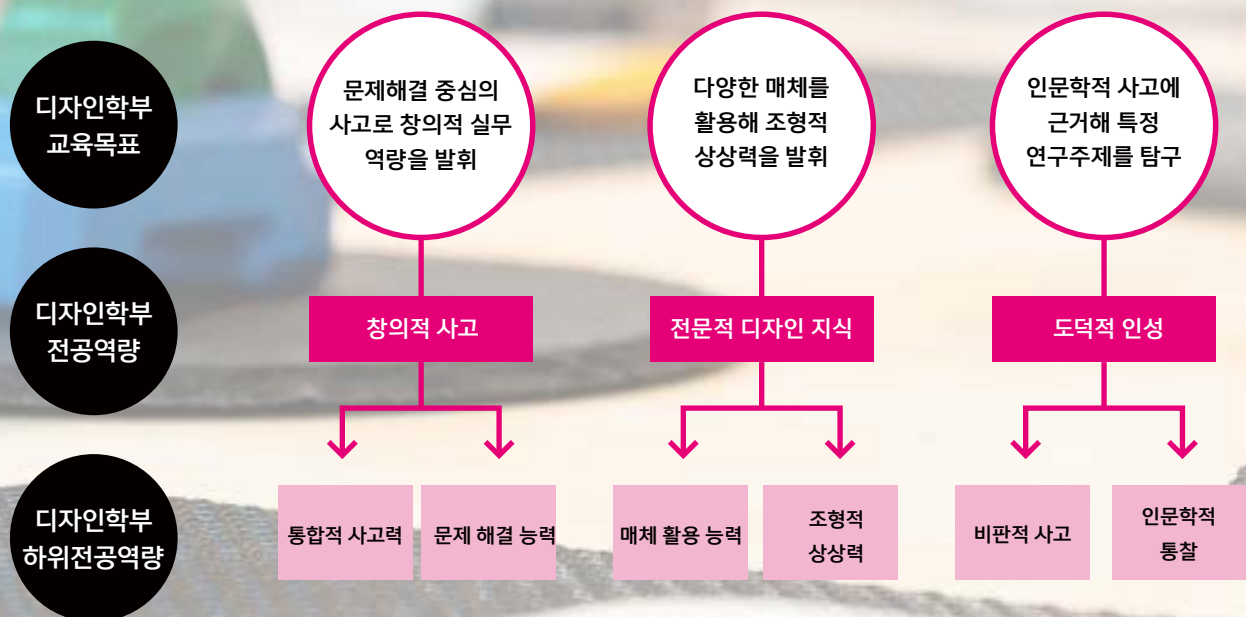 디자인학부
교육목표
문제해결 중심의
사고로 창의적 실무
역량을 발휘
다양한 매체를
활용해 조형적
상상력을 발휘
인문학적 사고에
근거해 특정
연구주제를 탐구
디자인학부
전공역량
창의적 사고
전문적 디자인 지식
도덕적 인성
디자인학부
하위전공역량
통합적 사고력
문제 해결 능력
매체 활용 능력
조형적
상상력
비판적 사고
인문학적
통찰